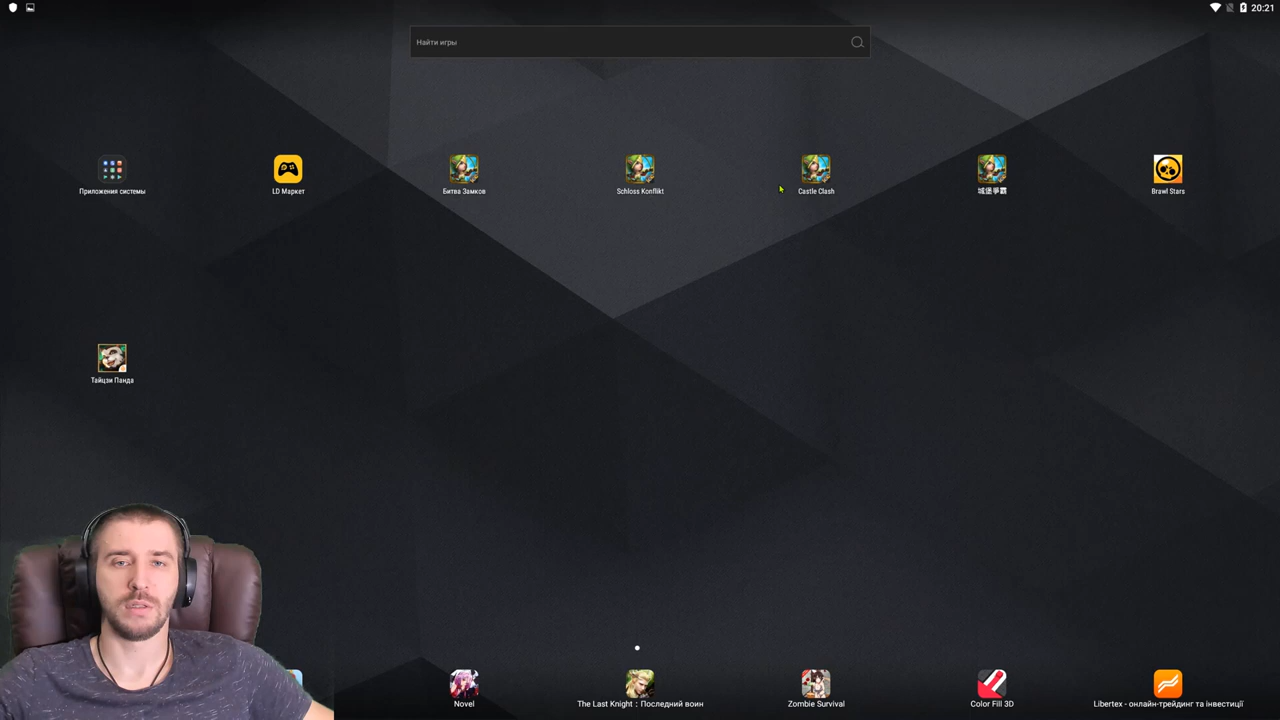 20:21
Найти игры
Приложения системы
LD Маркет
Битва Замков
Schloss Konflikt
Castle Clash
城堡爭霸
Brawl Stars
Тайцзи Панда
Novel
The Last Knight : Последний воин
Zombie Survival
Color Fill 3D
Libertex - онлайн-трейдинг та інвестиції